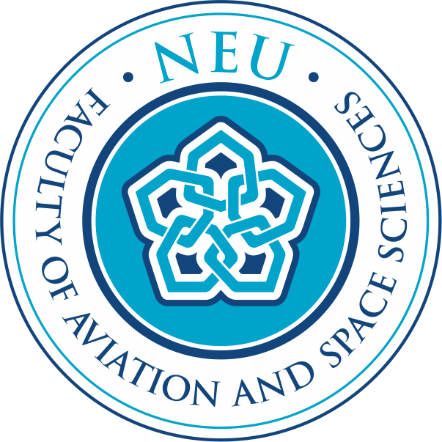 • NEU •
FACULTY OF AVIATION AND SPACE SCIENCES